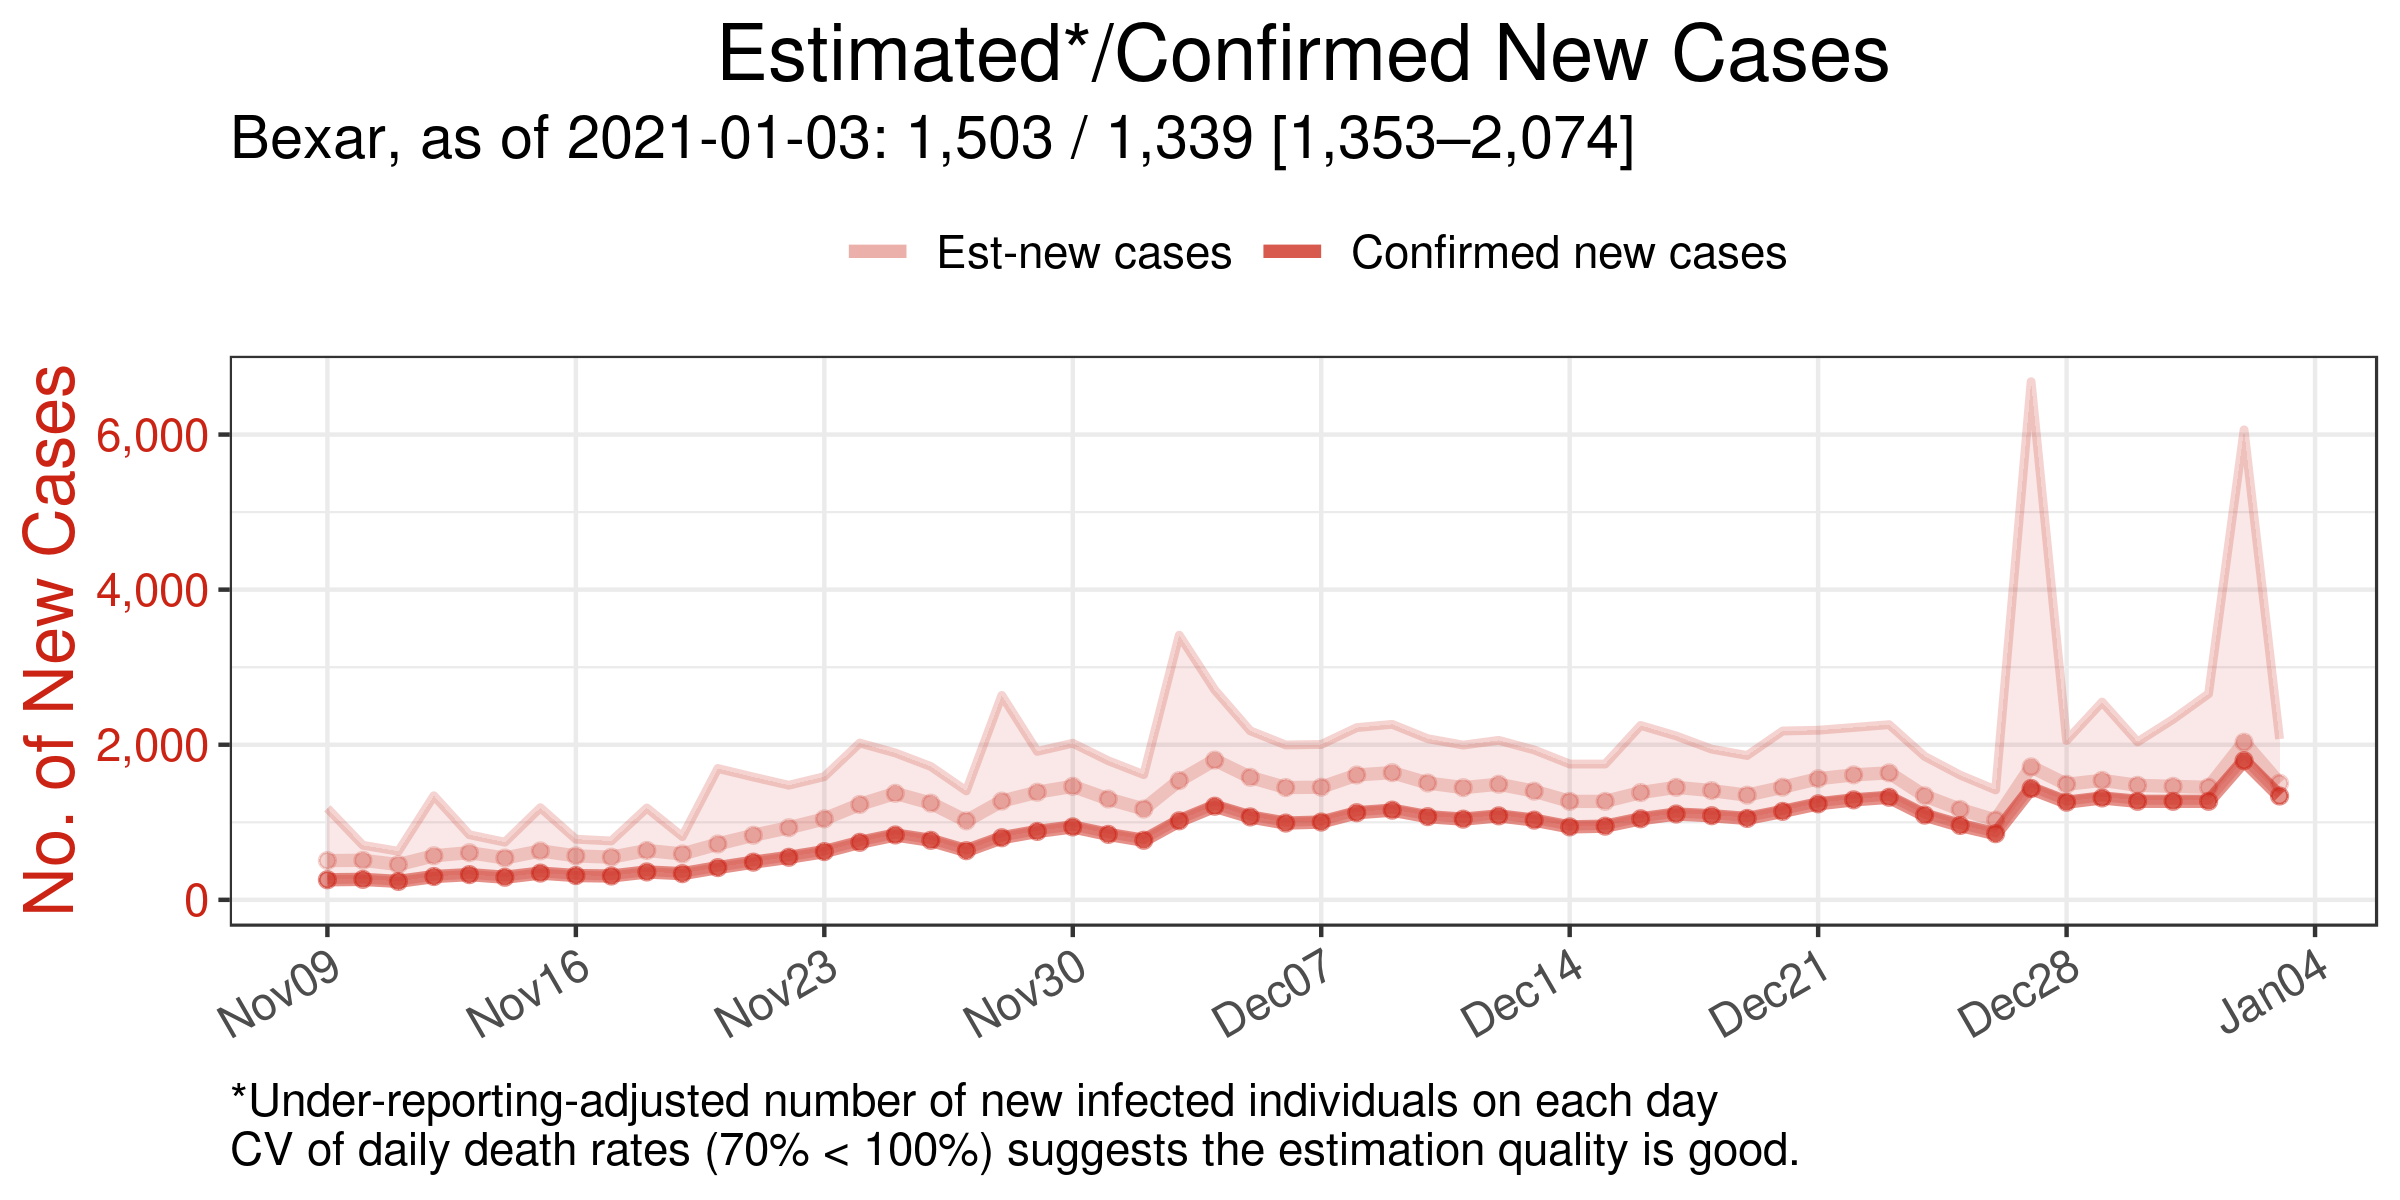 Estimated*/Confirmed New Cases
Bexar, as of 2021-01-03: 1,503 / 1,339 [1,353–2,074]
Est-new cases
Confirmed new cases
No. of New Cases
6,000
4,000
2,000
0
Nov09
Nov16
Nov23
Nov30
Dec07
Dec14
Dec21
Dec28
Jan04
*Under-reporting-adjusted number of new infected individuals on each day
CV of daily death rates (70% < 100%) suggests the estimation quality is good.